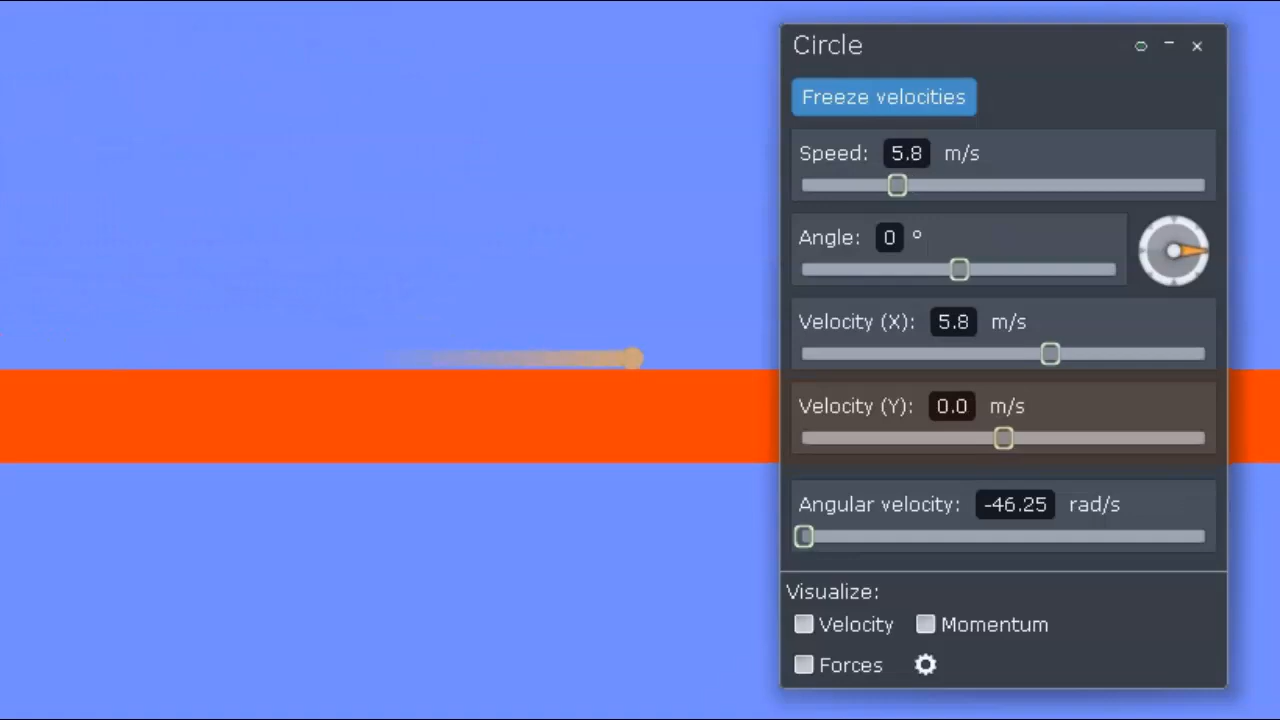 Circle
Freeze velocities
Speed: 5.8 m/s
Angle: 0 °
Velocity (X): 5.8 m/s
Velocity (Y): 0.0 m/s
Angular velocity: -46.25 rad/s
Visualize:
Velocity Momentum
Forces